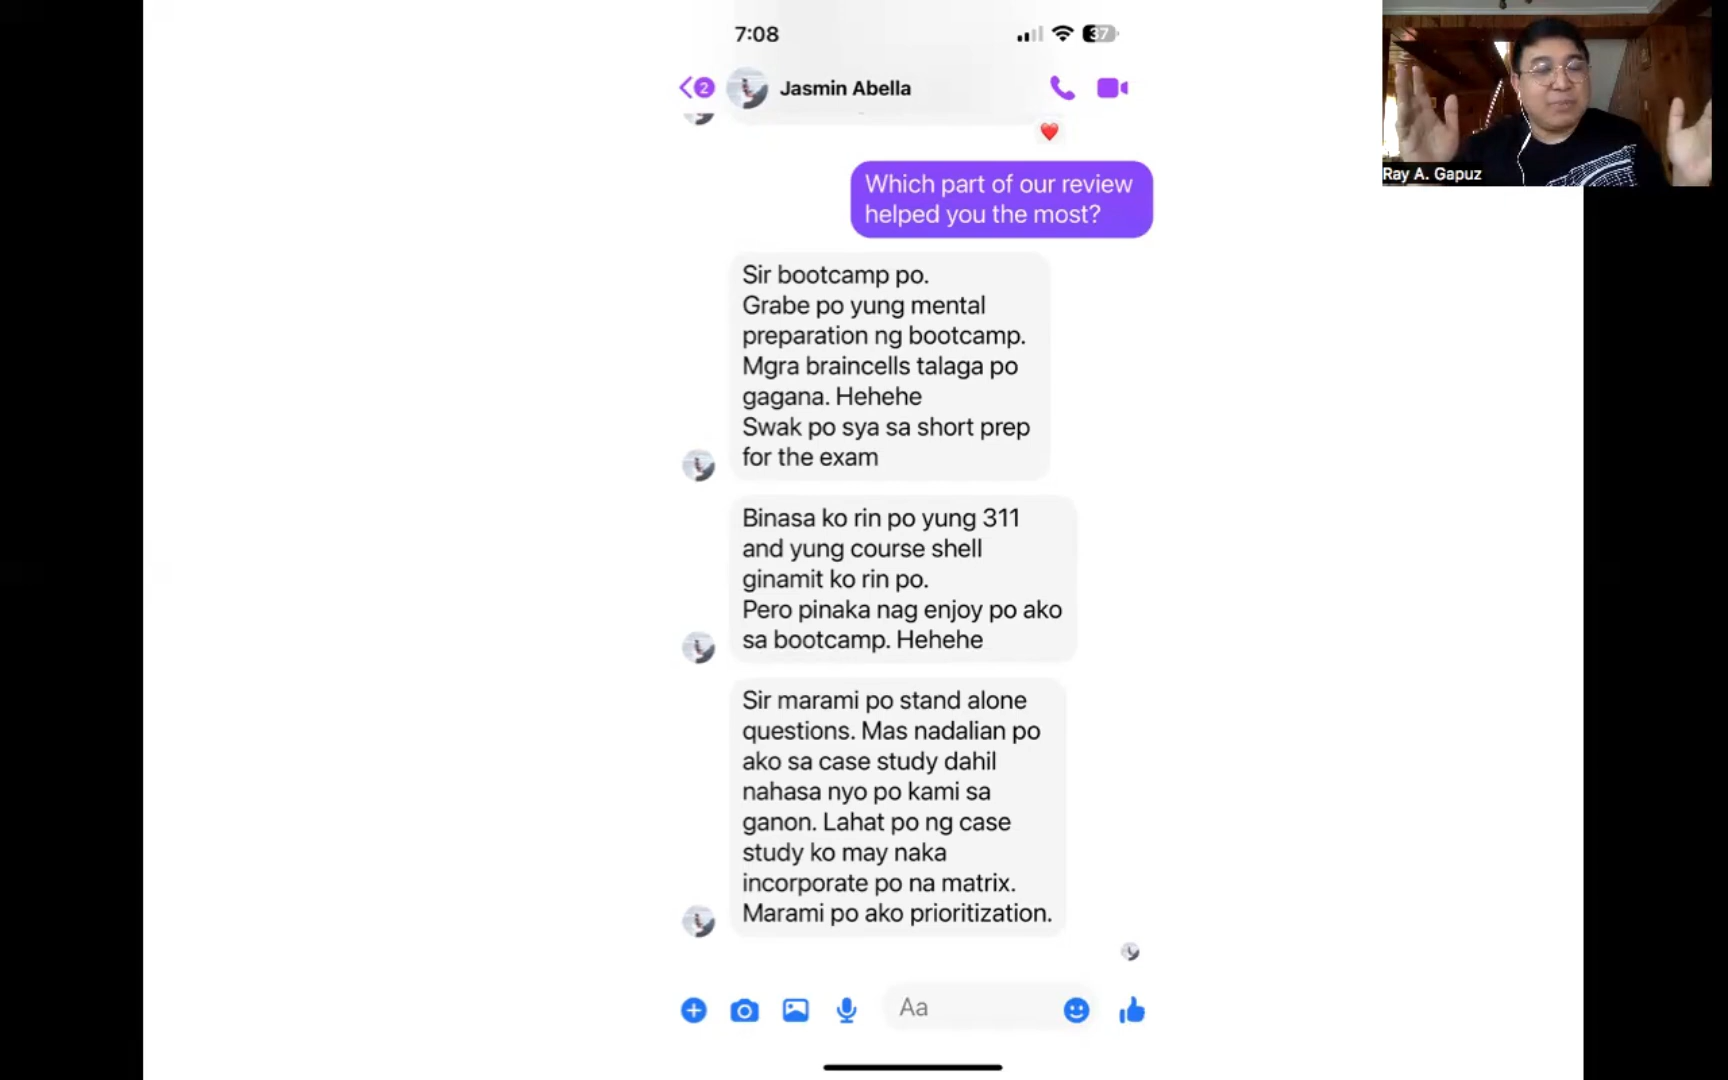 7:08
37
2
Jasmin Abella
Ray A. Gapuz
Which part of our review
helped you the most?
Sir bootcamp po.
Grabe po yung mental
preparation ng bootcamp.
Mgra braincells talaga po
gagana. Hehehe
Swak po sya sa short prep
for the exam
Binasa ko rin po yung 311
and yung course shell
ginamit ko rin po.
Pero pinaka nag enjoy po ako
sa bootcamp. Hehehe
Sir marami po stand alone
questions. Mas nadalian po
ako sa case study dahil
nahasa nyo po kami sa
ganon. Lahat po ng case
study ko may naka
incorporate po na matrix.
Marami po ako prioritization.
Aa